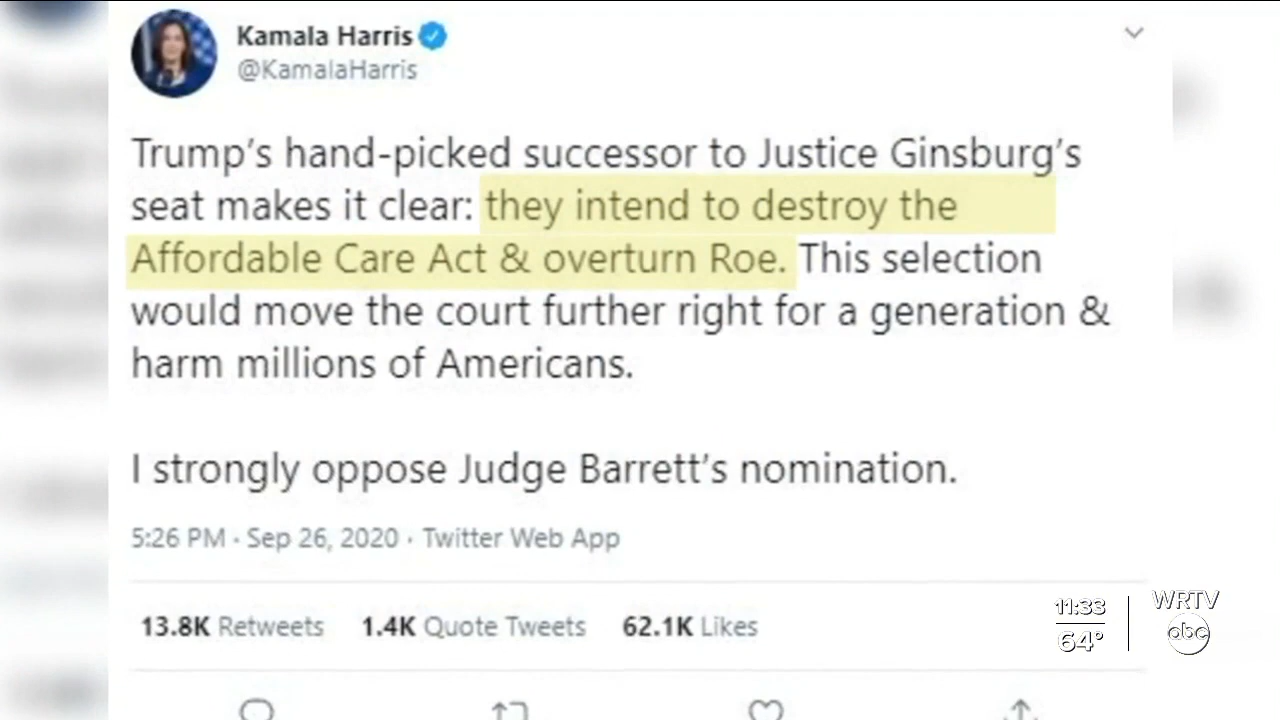 Kamala Harris
@KamalaHarris
Trump's hand-picked successor to Justice Ginsburg's
seat makes it clear: they intend to destroy the
Affordable Care Act & overturn Roe. This selection
would move the court further right for a generation &
harm millions of Americans.
I strongly oppose Judge Barrett's nomination.
5:26 PM · Sep 26, 2020 · Twitter Web App
13.8K Retweets 1.4K Quote Tweets 62.1K Likes
11:33
64°
WRTV
abc